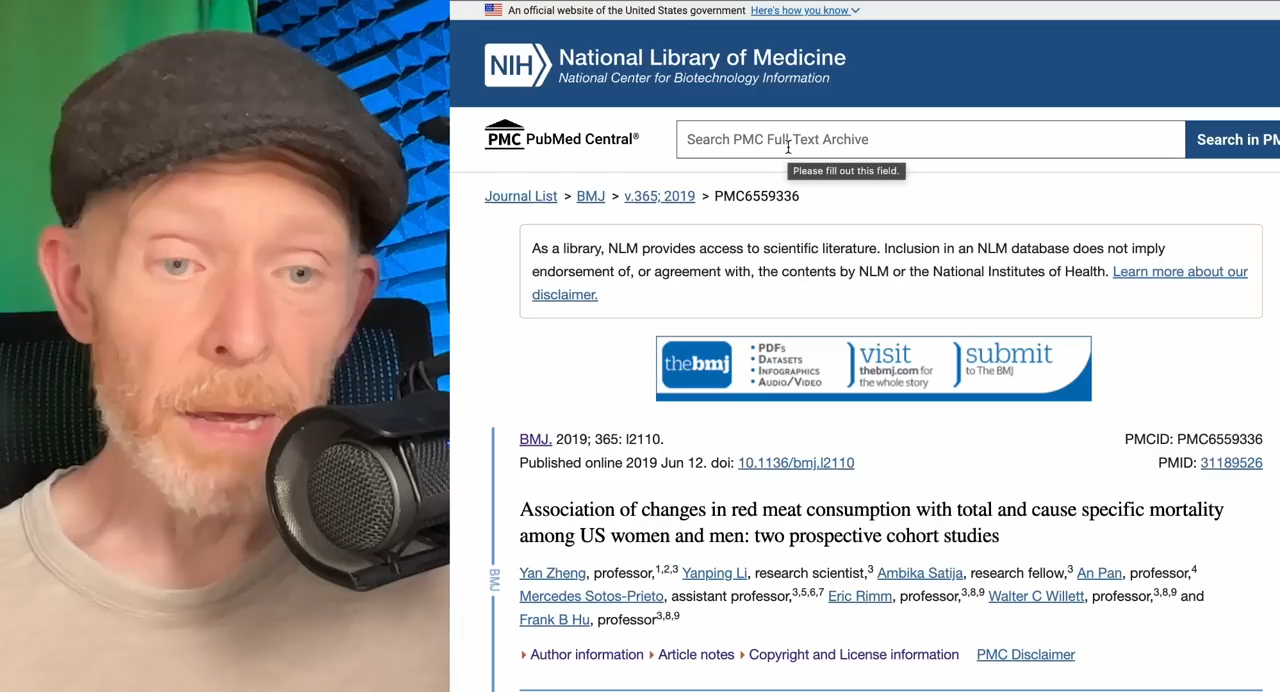 An official website of the United States government Here's how you know
NIH National Library of Medicine
National Center for Biotechnology Information
PMC PubMed Central®
Search PMC Full-Text Archive
Search in PM
Please fill out this field.
Journal List > BMJ > v.365; 2019 > PMC6559336
As a library, NLM provides access to scientific literature. Inclusion in an NLM database does not imply
endorsement of, or agreement with, the contents by NLM or the National Institutes of Health. Learn more about our
disclaimer.
thebmj
• PDFs
• Datasets
• Infographics
• Audio/Video
visit
thebmj.com for
the whole story
submit
to The BMJ
BMJ
BMJ. 2019; 365: l2110.
PMCID: PMC6559336
Published online 2019 Jun 12. doi: 10.1136/bmj.l2110
PMID: 31189526
Association of changes in red meat consumption with total and cause specific mortality
among US women and men: two prospective cohort studies
Yan Zheng, professor,1,2,3 Yanping Li, research scientist,3 Ambika Satija, research fellow,3 An Pan, professor,4
Mercedes Sotos-Prieto, assistant professor,3,5,6,7 Eric Rimm, professor,3,8,9 Walter C Willett, professor,3,8,9 and
Frank B Hu, professor3,8,9
Author information Article notes Copyright and License information PMC Disclaimer